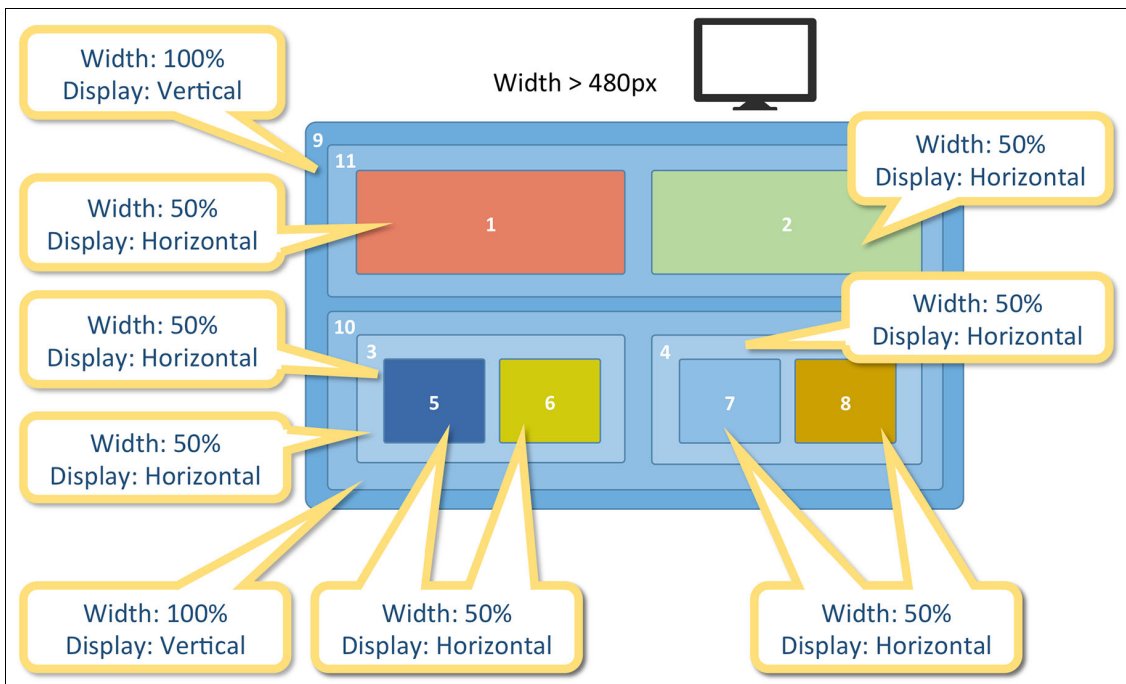 Width: 100%
Display: Vertical
Width > 480px
9
11
Width: 50%
Display: Horizontal
Width: 50%
Display: Horizontal
1
2
Width: 50%
Display: Horizontal
Width: 50%
Display: Horizontal
10
3
4
5
6
7
8
Width: 50%
Display: Horizontal
Width: 100%
Display: Vertical
Width: 50%
Display: Horizontal
Width: 50%
Display: Horizontal